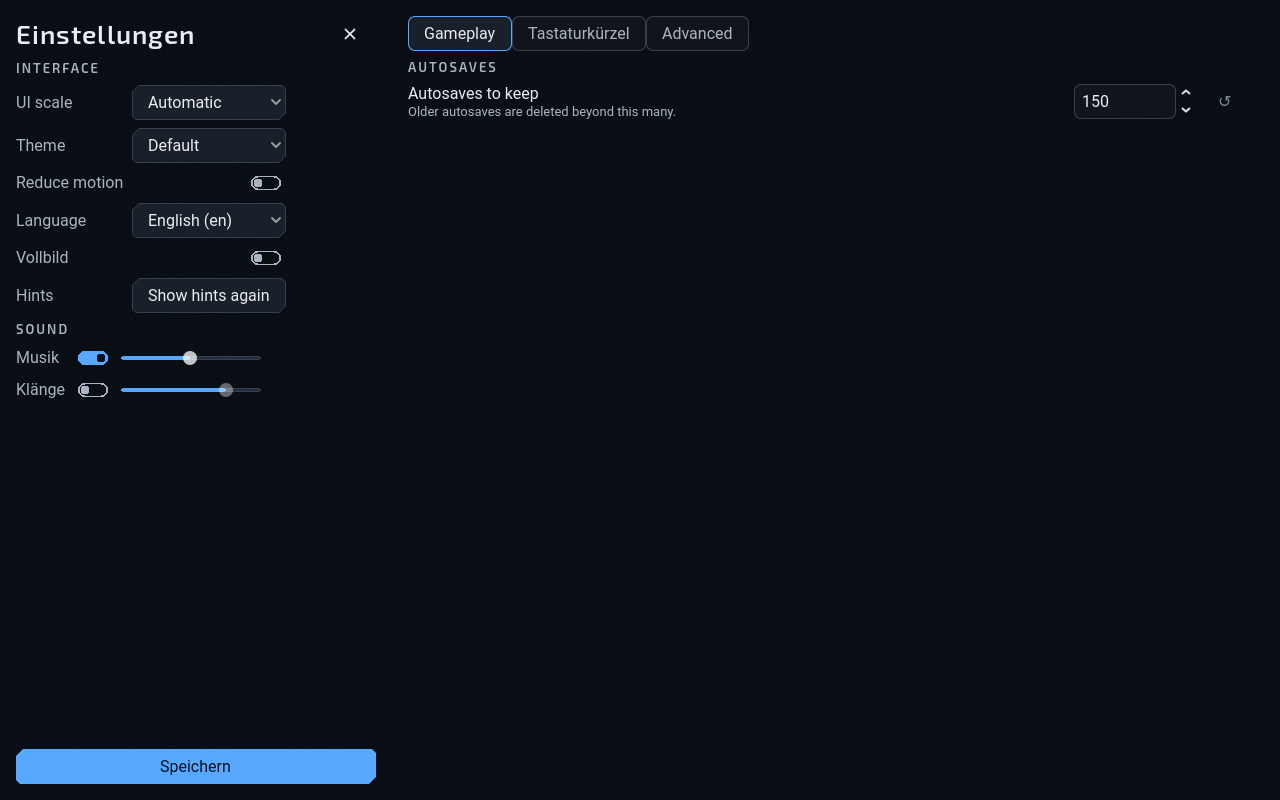 Einstellungen
INTERFACE
UI scale Automatic
Theme Default
Reduce motion
Language English (en)
Vollbild
Hints Show hints again
SOUND
Musik
Klänge
Speichern
Gameplay Tastaturkürzel Advanced
AUTOSAVES
Autosaves to keep
Older autosaves are deleted beyond this many.
150